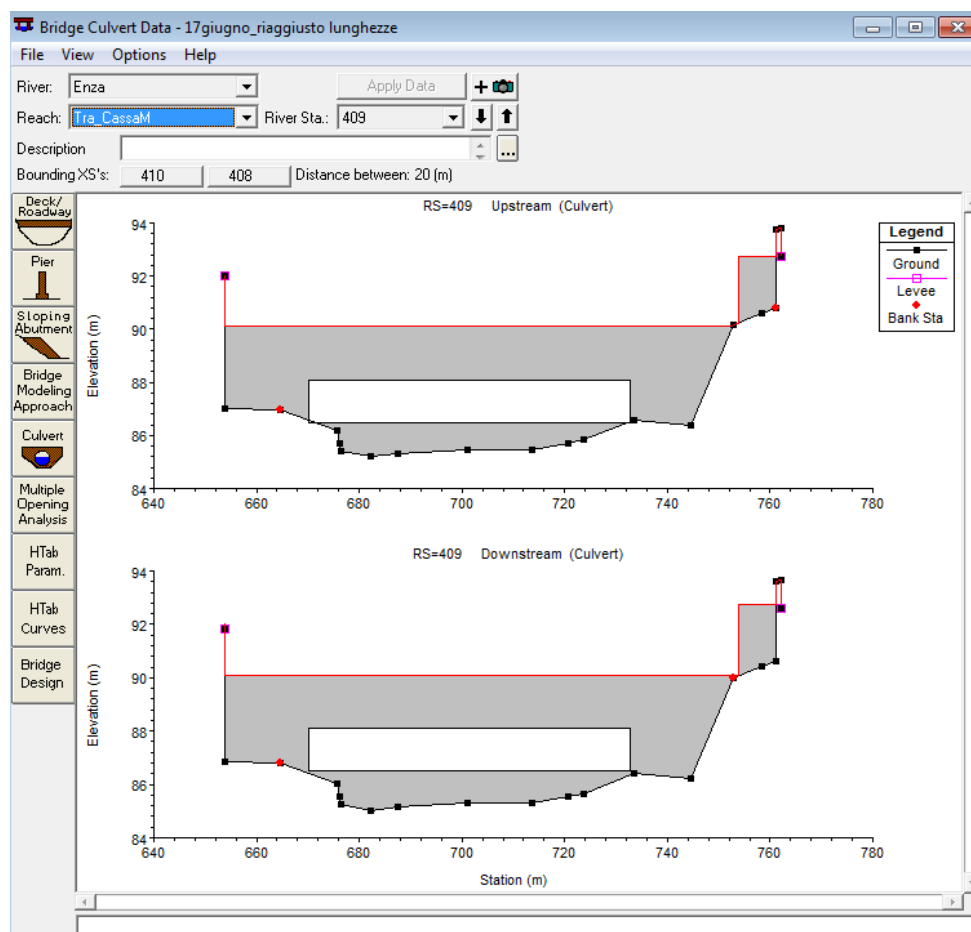 Bridge Culvert Data - 17giugno_riaggiusto lunghezze
File View Options Help
River: Enza Apply Data
Reach: Tra_CassaM River Sta.: 409
Description ...
Bounding XS's: 410 408 Distance between: 20 (m)
Deck/
Roadway
Pier
Sloping
Abutment
Bridge
Modeling
Approach
Culvert
Multiple
Opening
Analysis
HTab
Param.
HTab
Curves
Bridge
Design
RS=409 Upstream (Culvert)
94
92
90
88
86
84
Elevation (m)
640 660 680 700 720 740 760 780
Legend
Ground
Levee
Bank Sta
RS=409 Downstream (Culvert)
94
92
90
88
86
84
Elevation (m)
640 660 680 700 720 740 760 780
Station (m)